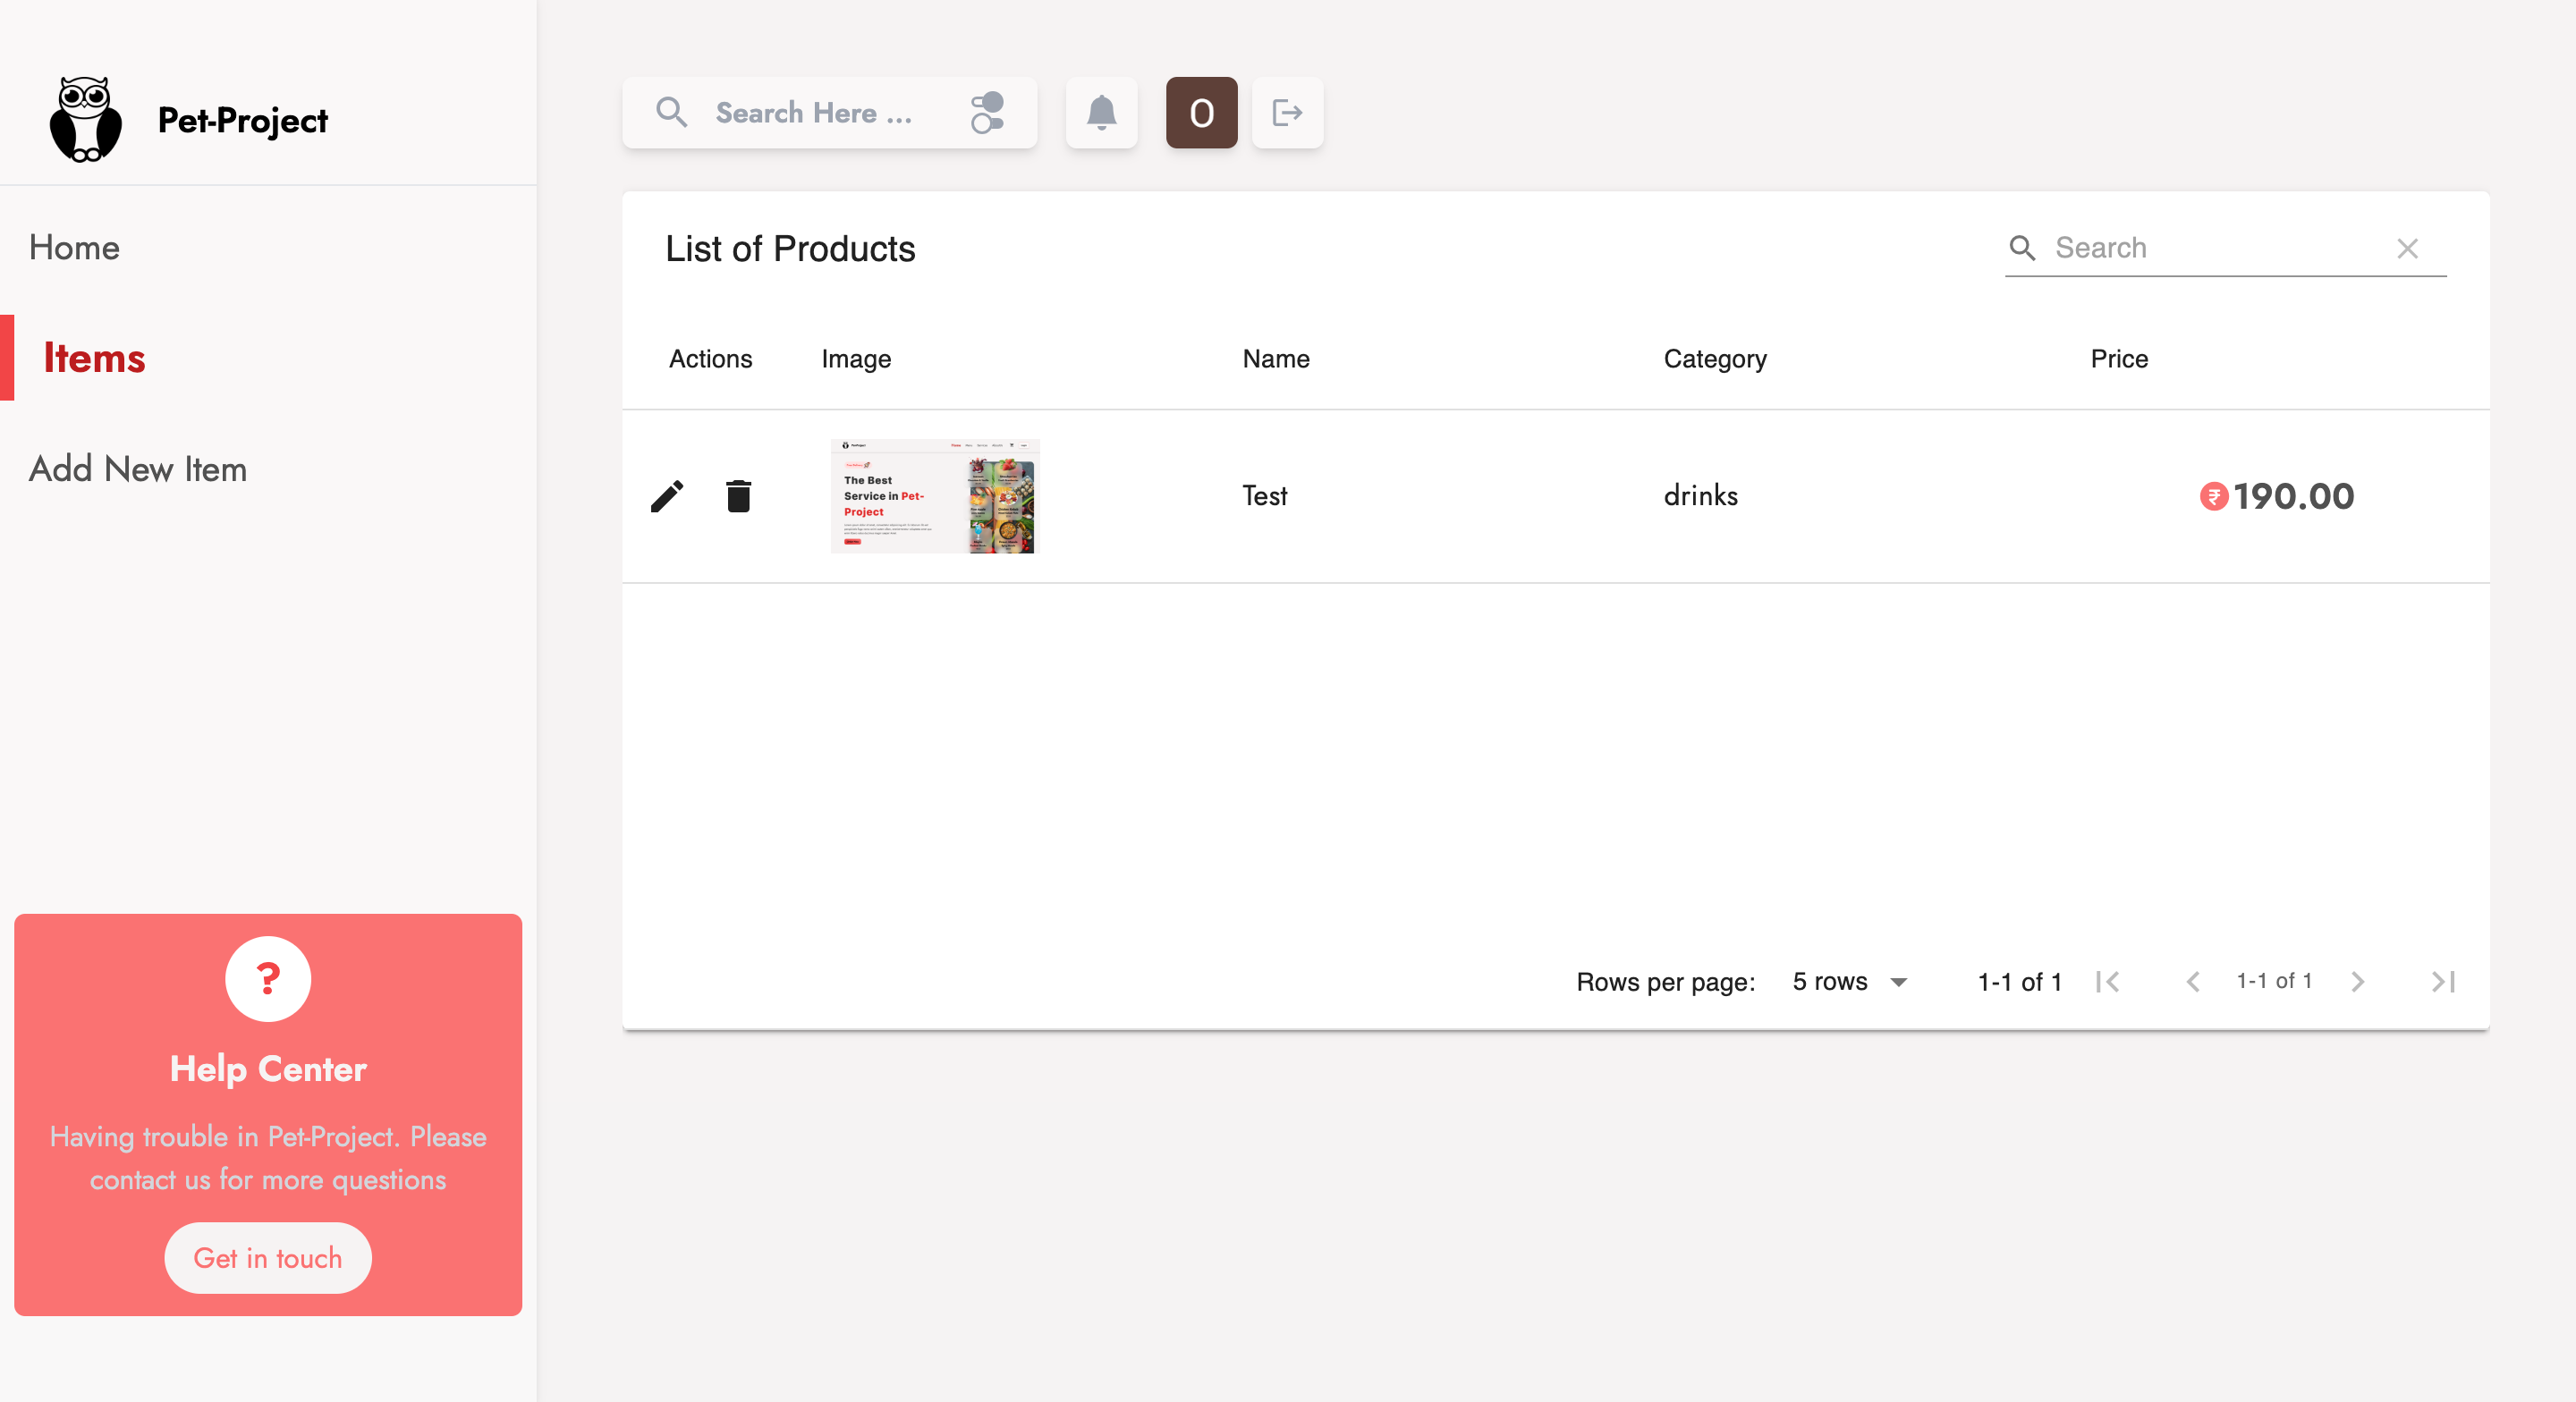 Pet-Project
Search Here ...
O
Home
Items
Add New Item
List of Products
Search
Actions Image Name Category Price
The Best
Service in Pet-
Project
Test drinks ₹190.00
Rows per page: 5 rows 1-1 of 1 1-1 of 1
?
Help Center
Having trouble in Pet-Project. Please
contact us for more questions
Get in touch